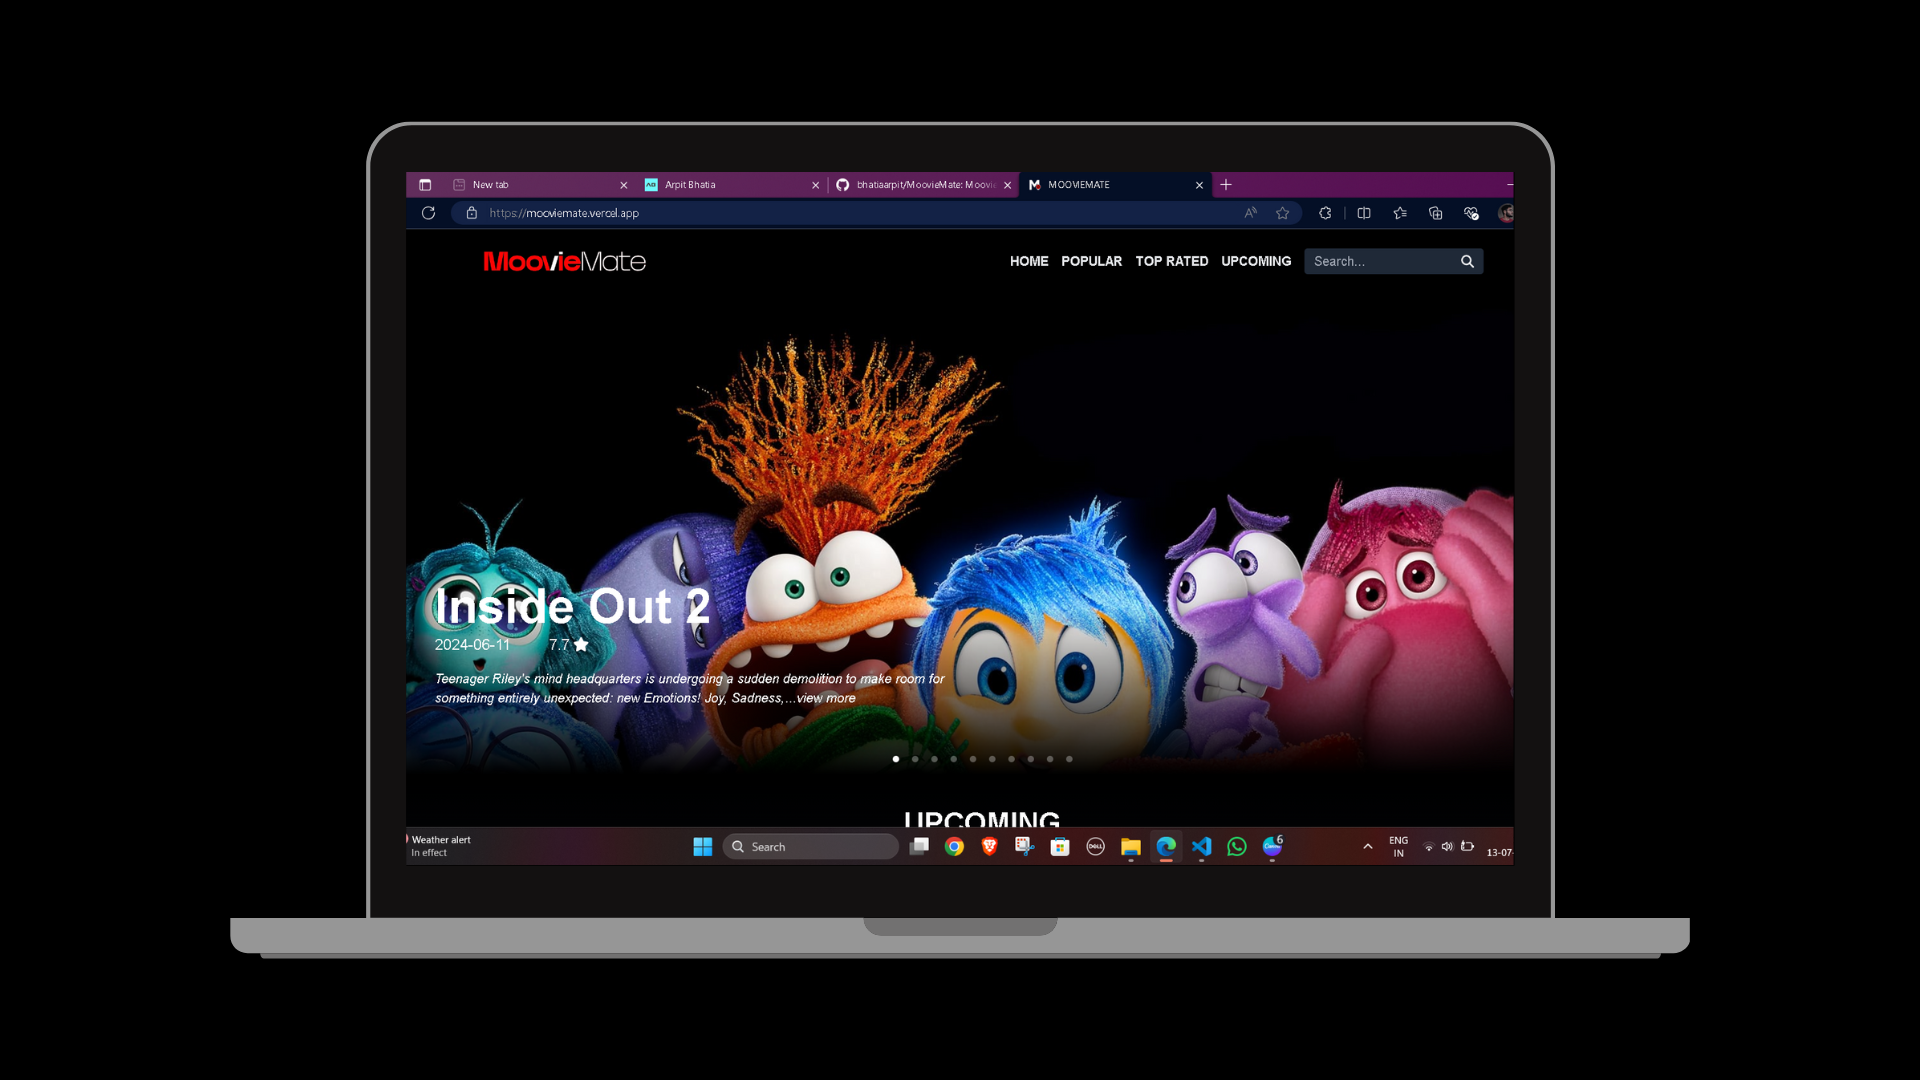 New tab
Arpit Bhatia
bhatiaarpit/MoovieMate: Moovi
MOOVIEMATE
https://mooviemate.vercel.app
MoovieMate
HOME POPULAR TOP RATED UPCOMING Search...
Inside Out 2
2024-06-11 7.7
Teenager Riley's mind headquarters is undergoing a sudden demolition to make room for
something entirely unexpected: new Emotions! Joy, Sadness,...view more
UPCOMING
Weather alert
In effect
Search
DELL
Canva
6
ENG
IN
13-07-